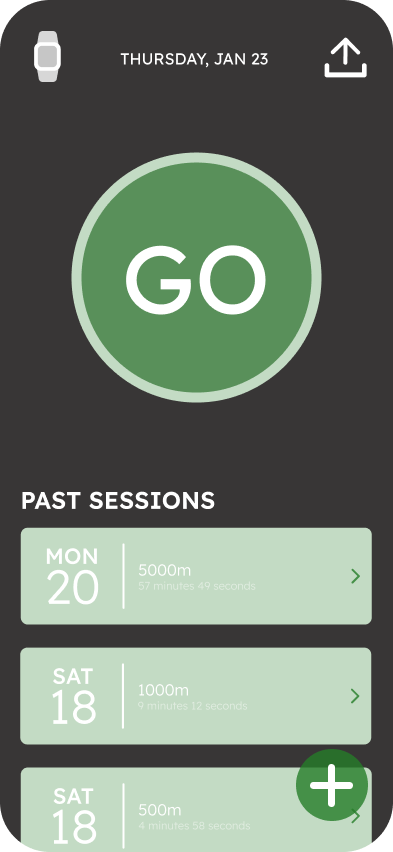 THURSDAY, JAN 23
GO
PAST SESSIONS
MON
20
5000m
57 minutes 49 seconds
SAT
18
1000m
9 minutes 12 seconds
SAT
18
500m
4 minutes 58 seconds